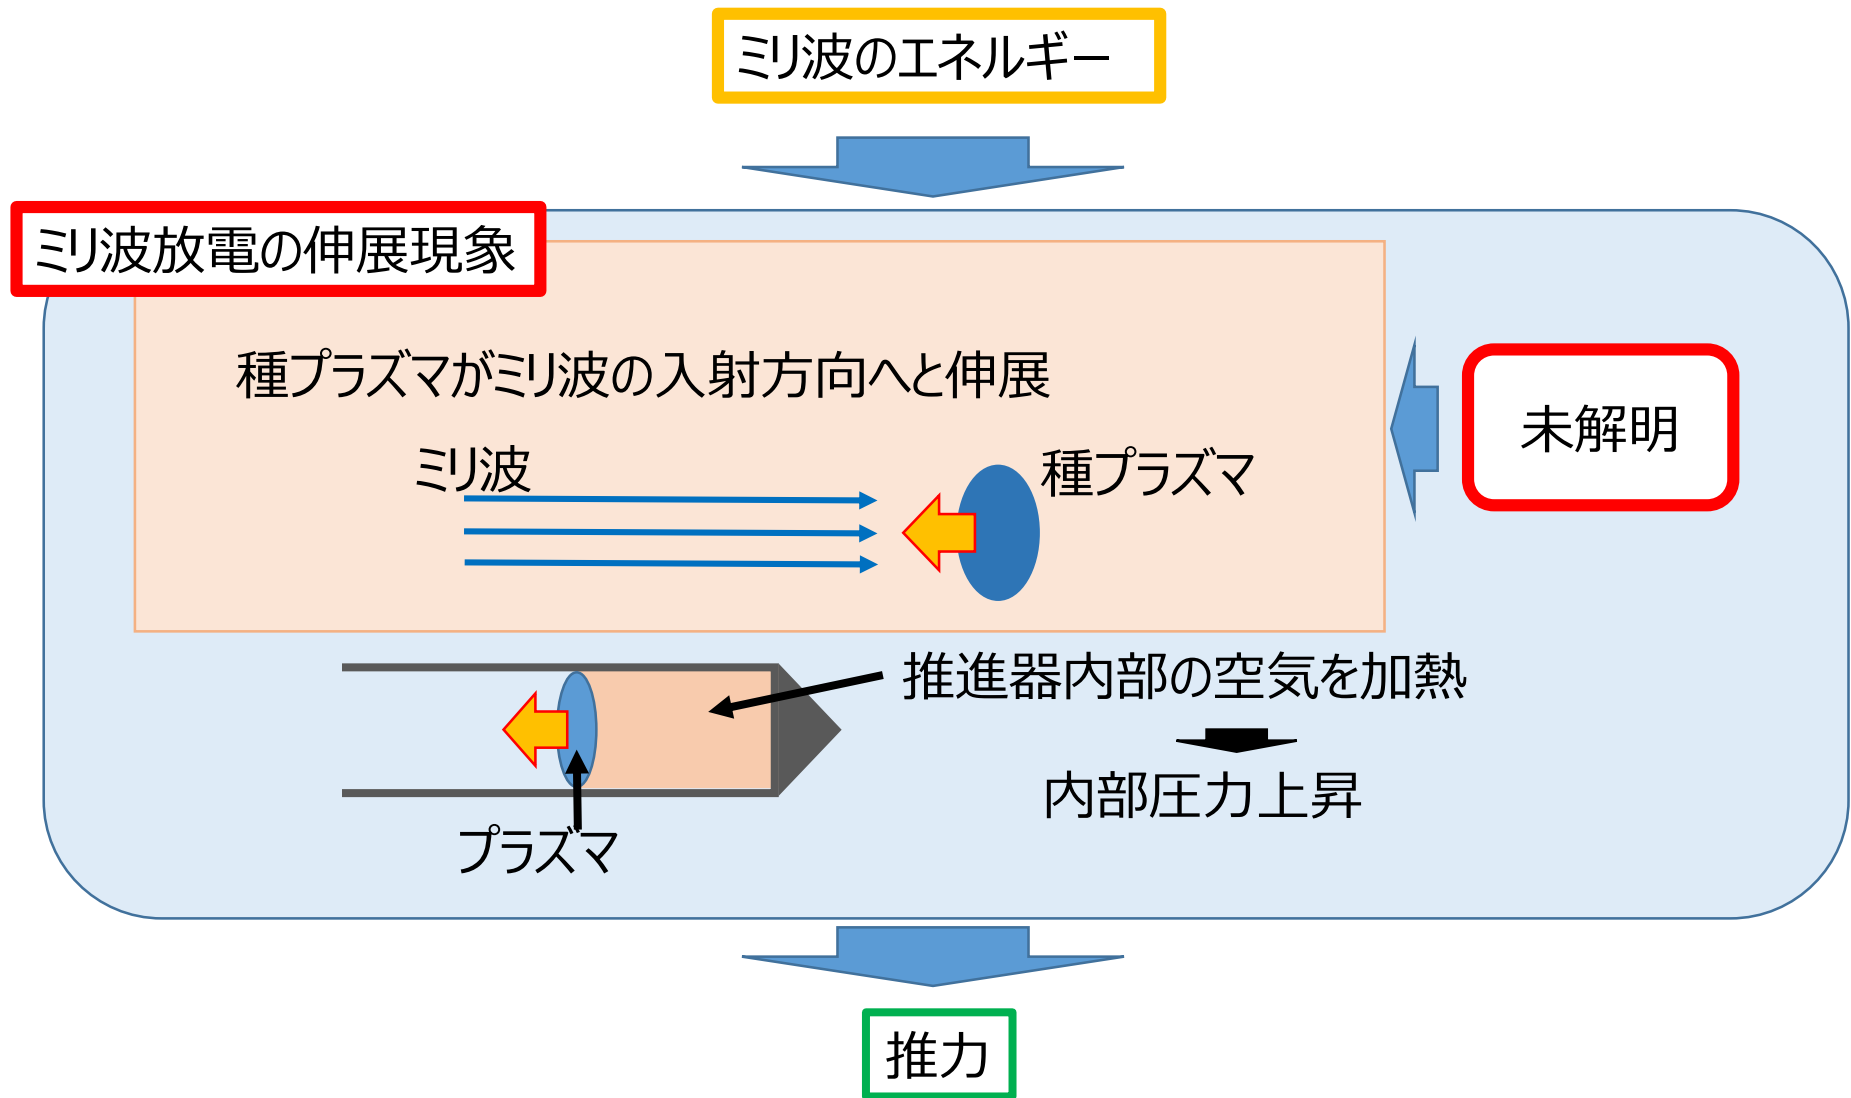 ミリ波のエネルギー
ミリ波放電の伸展現象
種プラズマがミリ波の入射方向へと伸展
未解明
ミリ波
種プラズマ
推進器内部の空気を加熱
内部圧力上昇
プラズマ
推力